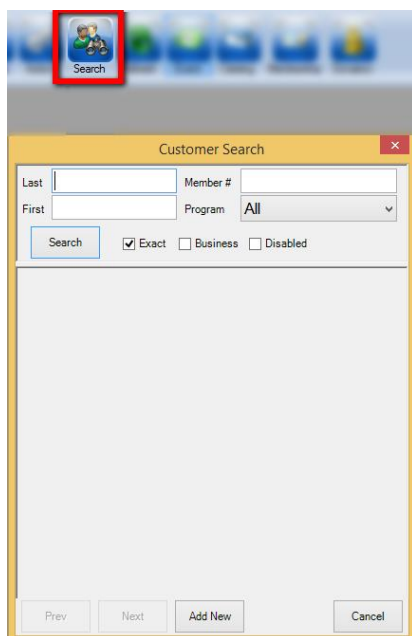 Search
Customer Search
Last Member #
First Program All
Search Exact Business Disabled
Prev Next Add New Cancel